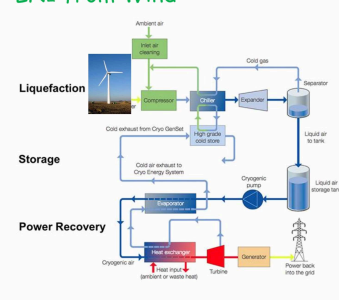 Ambient air
Inlet air
cleaning
Cold gas
Separator
Liquefaction
Compressor
Chiller
Expander
Cold exhaust from Cryo GenSet
High grade
cold store
Liquid air
to tank
Storage
Cold air exhaust to
Cryo Energy System
Cryogenic
pump
Liquid air
storage tan
Evaporator
Power Recovery
Cryogenic air
Heat exchanger
Heat input
(ambient or waste heat)
Turbine
Generator
Power back
into the grid